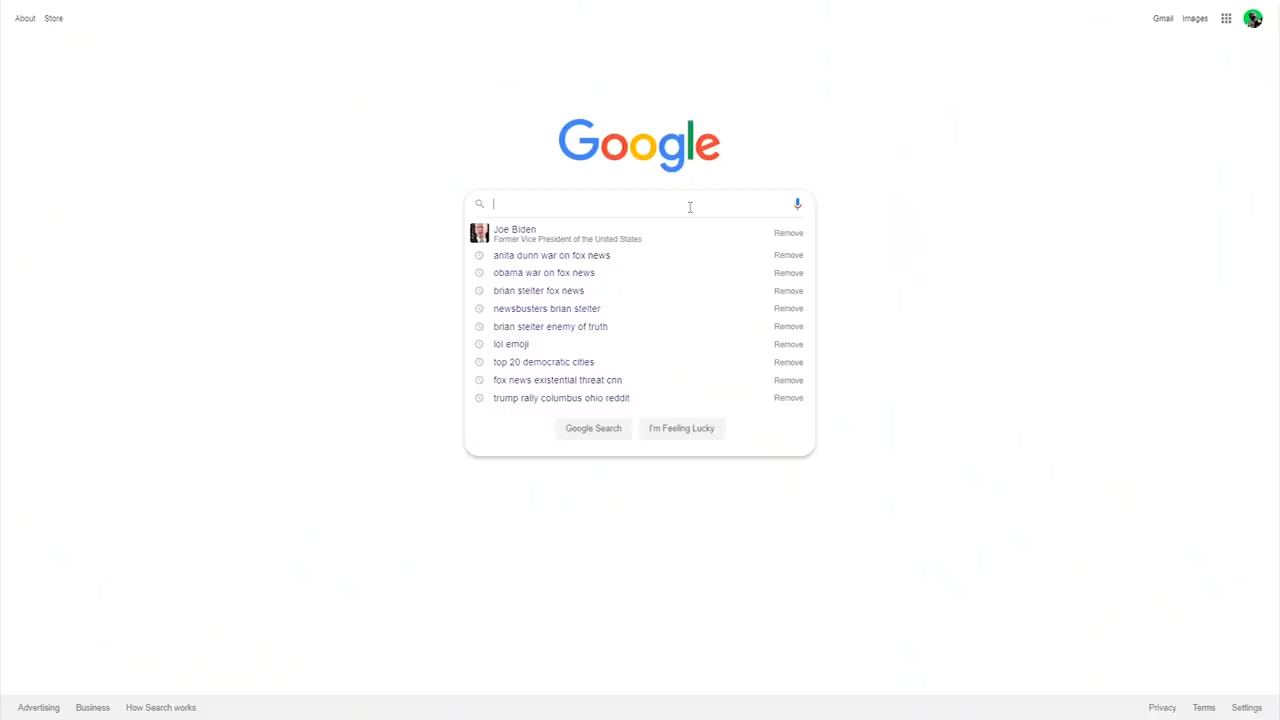 About Store
Gmail Images
Google
Joe Biden
Former Vice President of the United States
Remove
anita dunn war on fox news Remove
obama war on fox news Remove
brian stelter fox news Remove
newsbusters brian stelter Remove
brian stelter enemy of truth Remove
lol emoji Remove
top 20 democratic cities Remove
fox news existential threat cnn Remove
trump rally columbus ohio reddit Remove
Google Search I'm Feeling Lucky
Advertising Business How Search works
Privacy Terms Settings